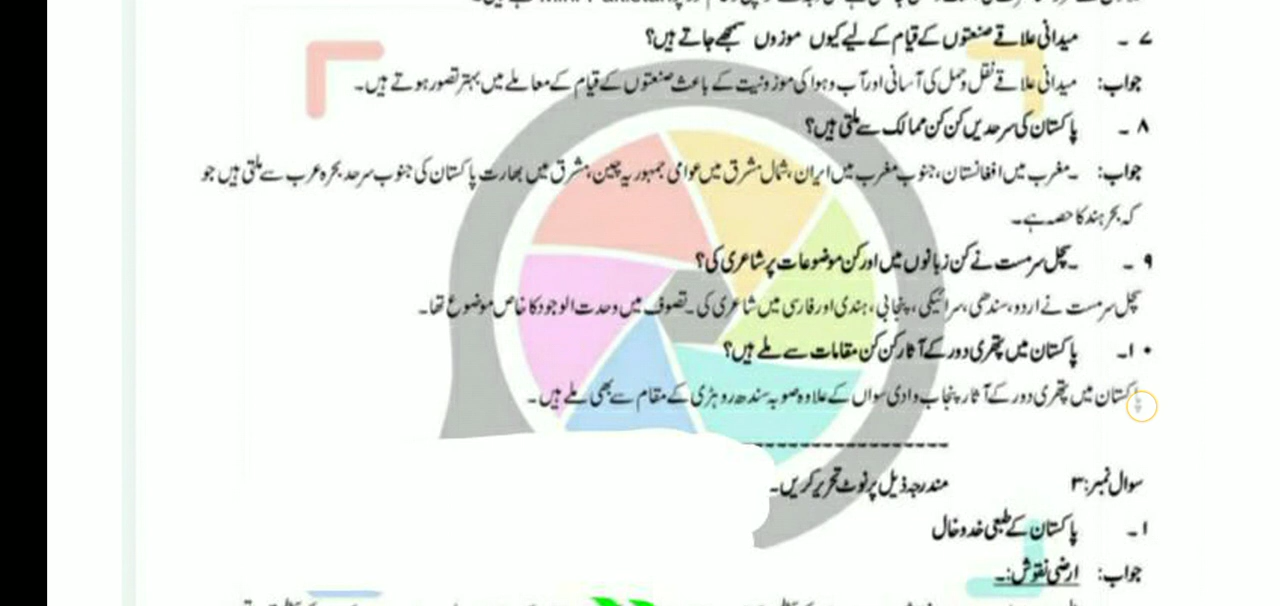 ۷ - میدانی علاقے صنعتوں کے قیام کے لیے کیوں موزوں سمجھے جاتے ہیں؟
جواب: میدانی علاقے نقل وحمل کی آسانی اور آب و ہوا کی موزونیت کے باعث صنعتوں کے قیام کے معاملے میں بہتر تصور ہوتے ہیں۔
۸ - پاکستان کی سرحدیں کن کن ممالک سے ملتی ہیں؟
جواب: ۔مغرب میں افغانستان، جنوب مغرب میں ایران، شمال مشرق میں عوامی جمہوریہ چین، مشرق میں بھارت پاکستان کی جنوب سرحد بحرہ عرب سے ملتی ہیں جو
کہ بحر ہند کا حصہ ہے۔
۹ - ۔سچل سرمست نے کن زبانوں میں اور کن موضوعات پر شاعری کی؟
سچل سرمست نے اردو، سندھی، سرائیکی، پنجابی، ہندی اور فارسی میں شاعری کی۔ تصوف میں وحدت الوجود کا خاص موضوع تھا۔
۱۰- پاکستان میں پتھری دور کے آثار کن کن مقامات سے ملے ہیں؟
پاکستان میں پتھری دور کے آثار پنجاب وادی سواں کے علاوہ صوبہ سندھ روہڑی کے مقام سے بھی ملے ہیں۔
سوال نمبر:۳ مندرجہ ذیل پر نوٹ تحریر کریں۔
۱- پاکستان کے طبعی خدوخال
جواب: ارضی نقوش:۔